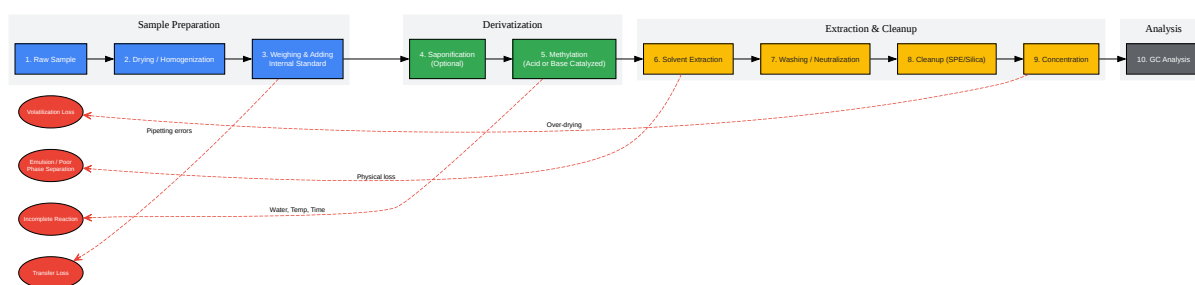 Sample Preparation
Derivatization
Extraction & Cleanup
Analysis
1. Raw Sample
2. Drying / Homogenization
3. Weighing & Adding
Internal Standard
4. Saponification
(Optional)
5. Methylation
(Acid or Base Catalyzed)
6. Solvent Extraction
7. Washing / Neutralization
8. Cleanup (SPE/Silica)
9. Concentration
10. GC Analysis
Volatilization Loss
Pipetting errors
Over-drying
Emulsion / Poor
Phase Separation
Physical loss
Incomplete Reaction
Water, Temp, Time
Transfer Loss